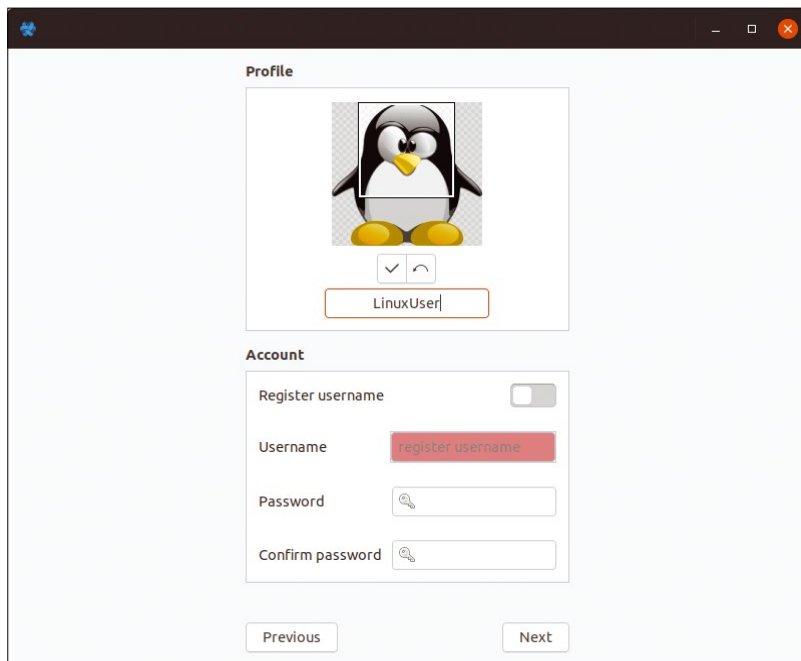 Profile
LinuxUser
Account
Register username
Username register username
Password
Confirm password
Previous Next